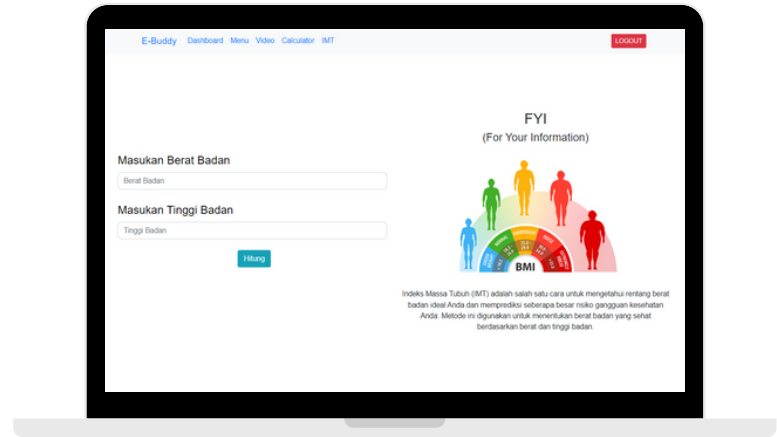 E-Buddy Dashboard Menu Video Calculator IMT LOGOUT
Masukan Berat Badan
Berat Badan
Masukan Tinggi Badan
Tinggi Badan
Hitung
FYI
(For Your Information)
BMI
Indeks Massa Tubuh (IMT) adalah salah satu cara untuk mengetahui rentang berat
badan ideal Anda dan memprediksi seberapa besar risiko gangguan kesehatan
Anda. Metode ini digunakan untuk menentukan berat badan yang sehat
berdasarkan berat dan tinggi badan.